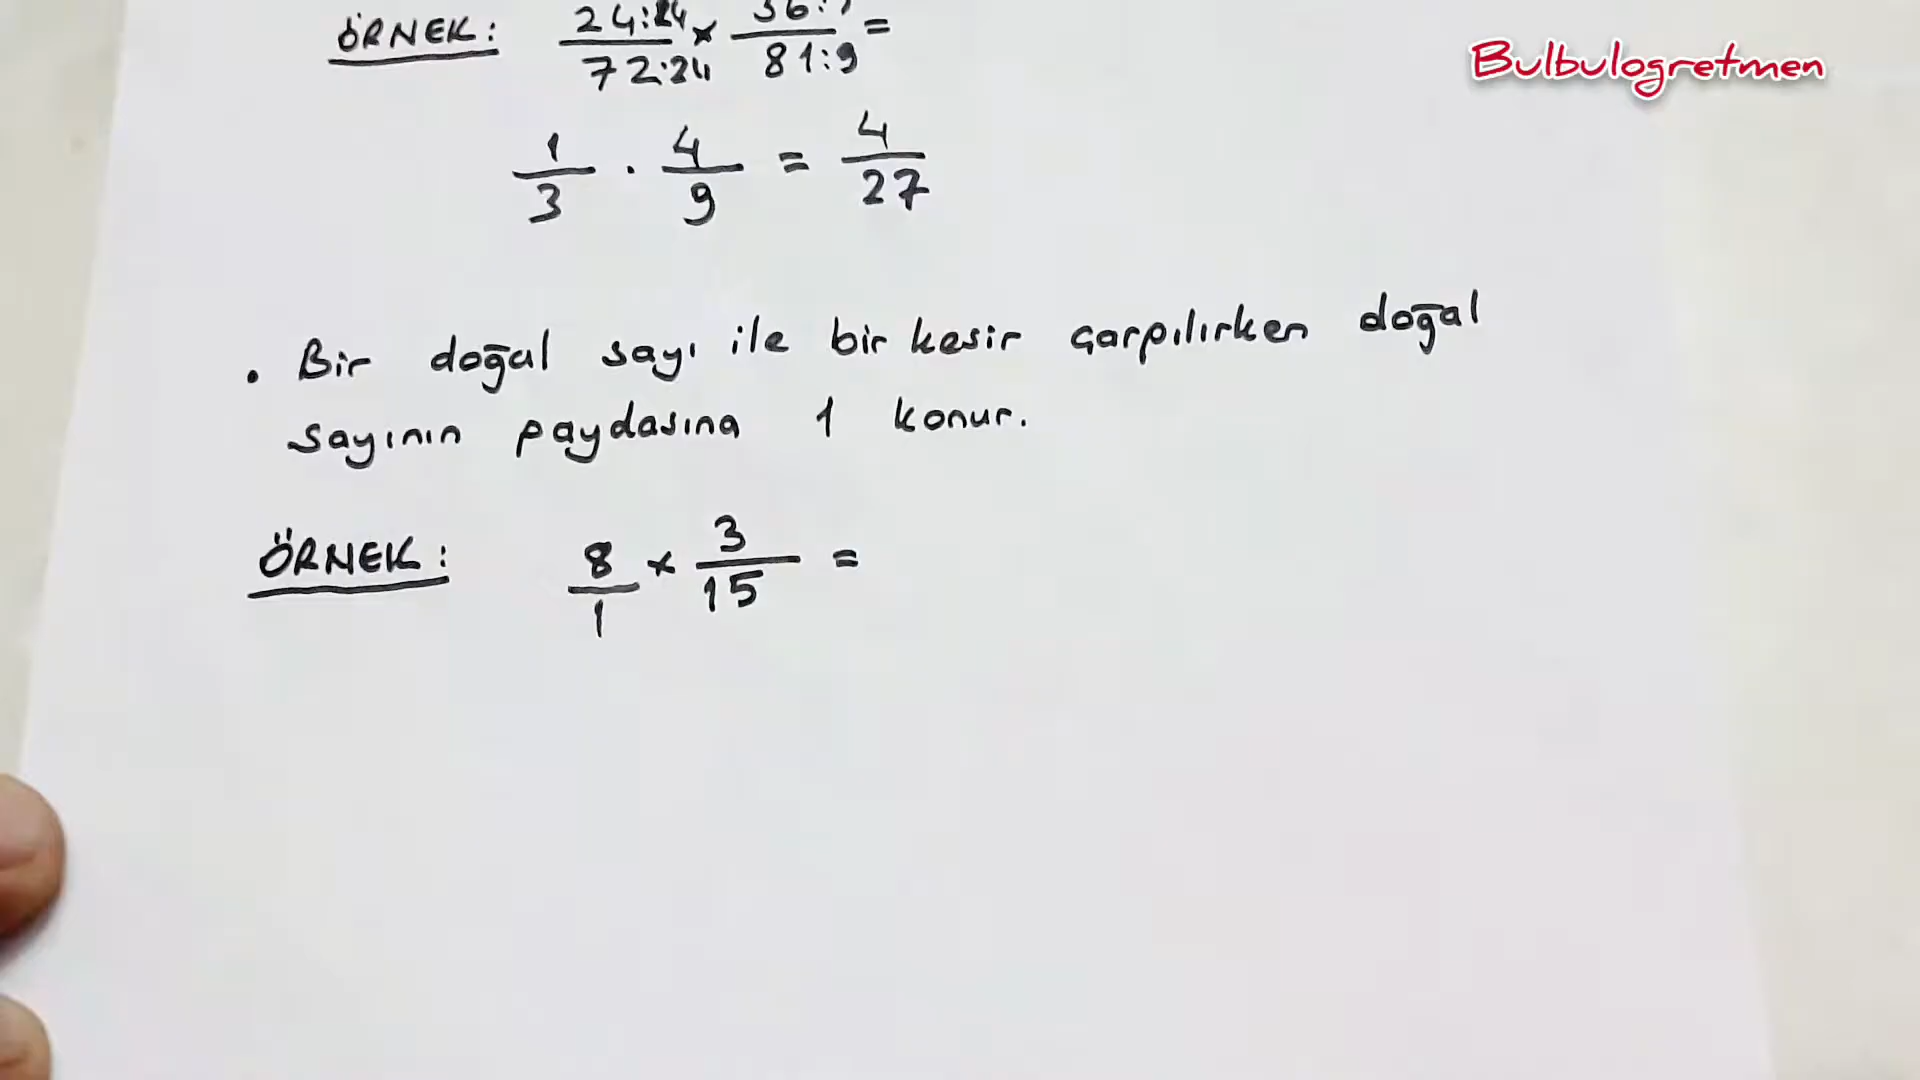 ÖRNEK: 24:24/72:24 x 36:9/81:9 =
Bulbulogretmen
1/3 . 4/9 = 4/27
. Bir doğal sayı ile bir kesir çarpılırken doğal
sayının paydasına 1 konur.
ÖRNEK: 8/1 x 3/15 =